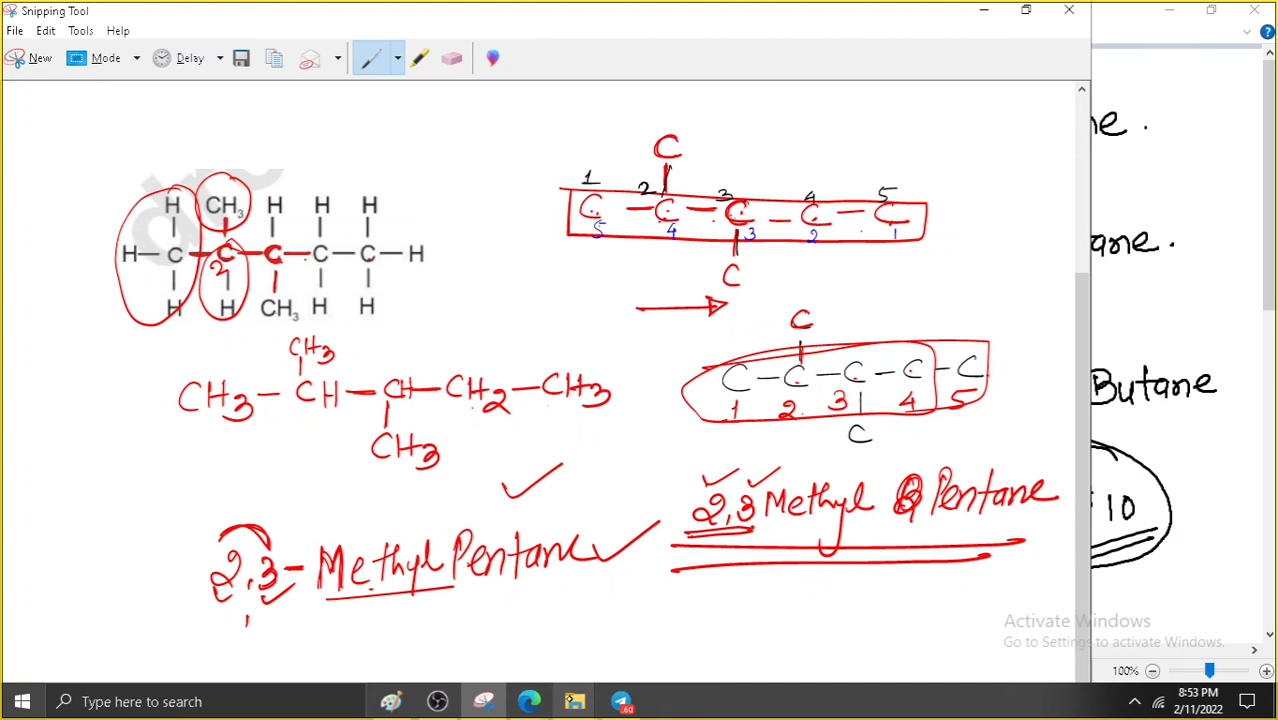 Snipping Tool
File Edit Tools Help
New Mode Delay
H CH3 H H H
H C C C C C H
2
H H CH3 H H
C
1 2 3 4 5
C C C C C
5 4 3 2 1
C
CH3
CH3 – CH – CH – CH2 – CH3
CH3
C
C – C – C – C – C
1 2 3 4 5
C
2,3 Methyl Pentane
2,3 – Methyl Pentane
ne.
ane.
Butane
10
Activate Windows
Go to Settings to activate Windows.
100%
Type here to search
.60
8:53 PM
2/11/2022